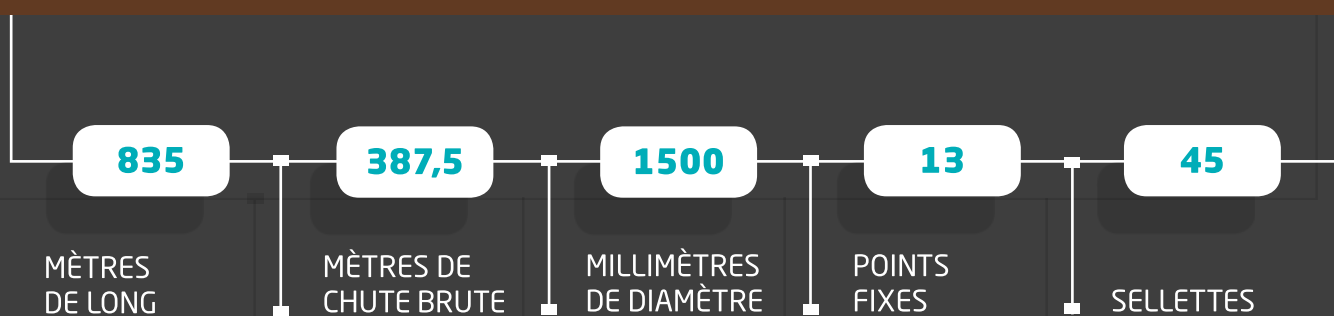 835
387,5
1500
13
45
MÈTRES
DE LONG
MÈTRES DE
CHUTE BRUTE
MILLIMÈTRES
DE DIAMÈTRE
POINTS
FIXES
SELLETTES